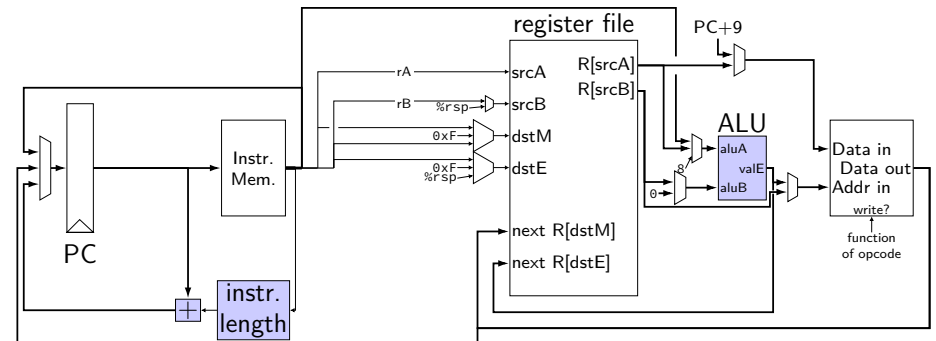 register file
PC+9
rA
srcA
R[srcA]
R[srcB]
rB
%rsp
srcB
ALU
0xF
dstM
aluA
Instr.
Mem.
0xF
%rsp
dstE
8
valE
0
aluB
Data in
Data out
Addr in
write?
function
of opcode
PC
next R[dstM]
next R[dstE]
+
instr.
length